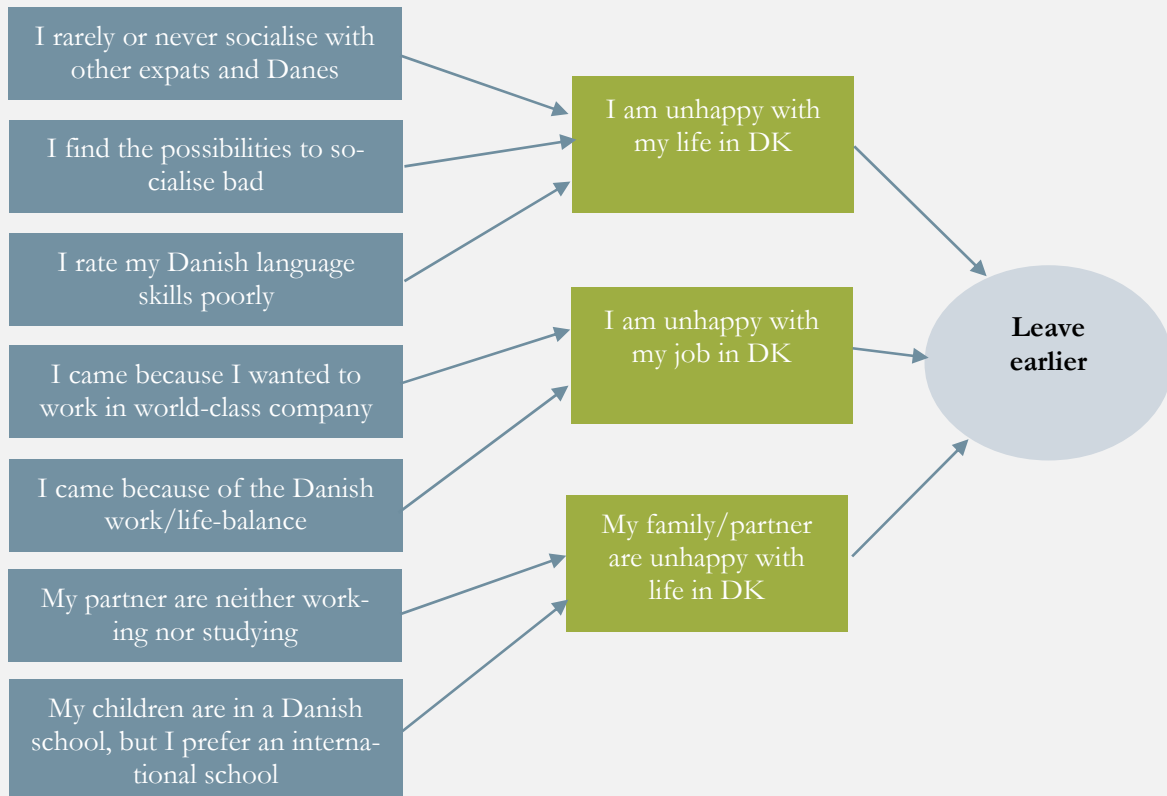 I rarely or never socialise with
other expats and Danes
I find the possibilities to so-
cialise bad
I rate my Danish language
skills poorly
I came because I wanted to
work in world-class company
I came because of the Danish
work/life-balance
My partner are neither work-
ing nor studying
My children are in a Danish
school, but I prefer an interna-
tional school
I am unhappy with
my life in DK
I am unhappy with
my job in DK
My family/partner
are unhappy with
life in DK
Leave
earlier